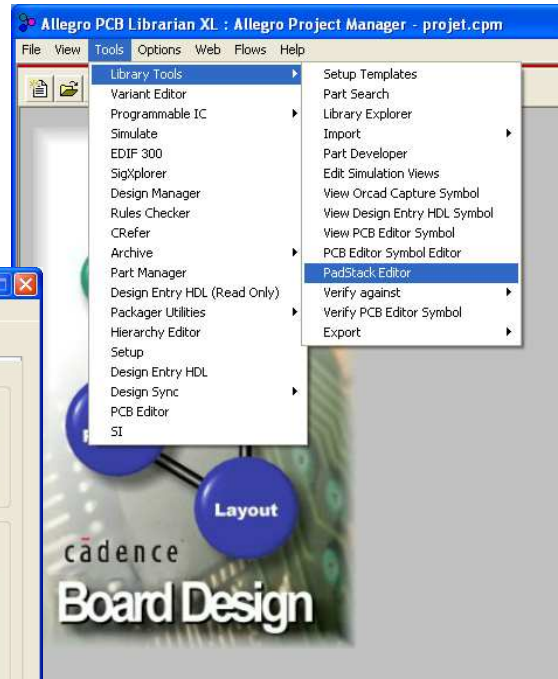 Allegro PCB Librarian XL : Allegro Project Manager - projet.cpm
File View Tools Options Web Flows Help
Library Tools
Variant Editor
Programmable IC
Simulate
EDIF 300
SigXplorer
Design Manager
Rules Checker
CRefer
Archive
Part Manager
Design Entry HDL (Read Only)
Packager Utilities
Hierarchy Editor
Setup
Design Entry HDL
Design Sync
PCB Editor
SI
Setup Templates
Part Search
Library Explorer
Import
Part Developer
Edit Simulation Views
View Orcad Capture Symbol
View Design Entry HDL Symbol
View PCB Editor Symbol
PCB Editor Symbol Editor
PadStack Editor
Verify against
Verify PCB Editor Symbol
Export
Layout
cādence
Board Design